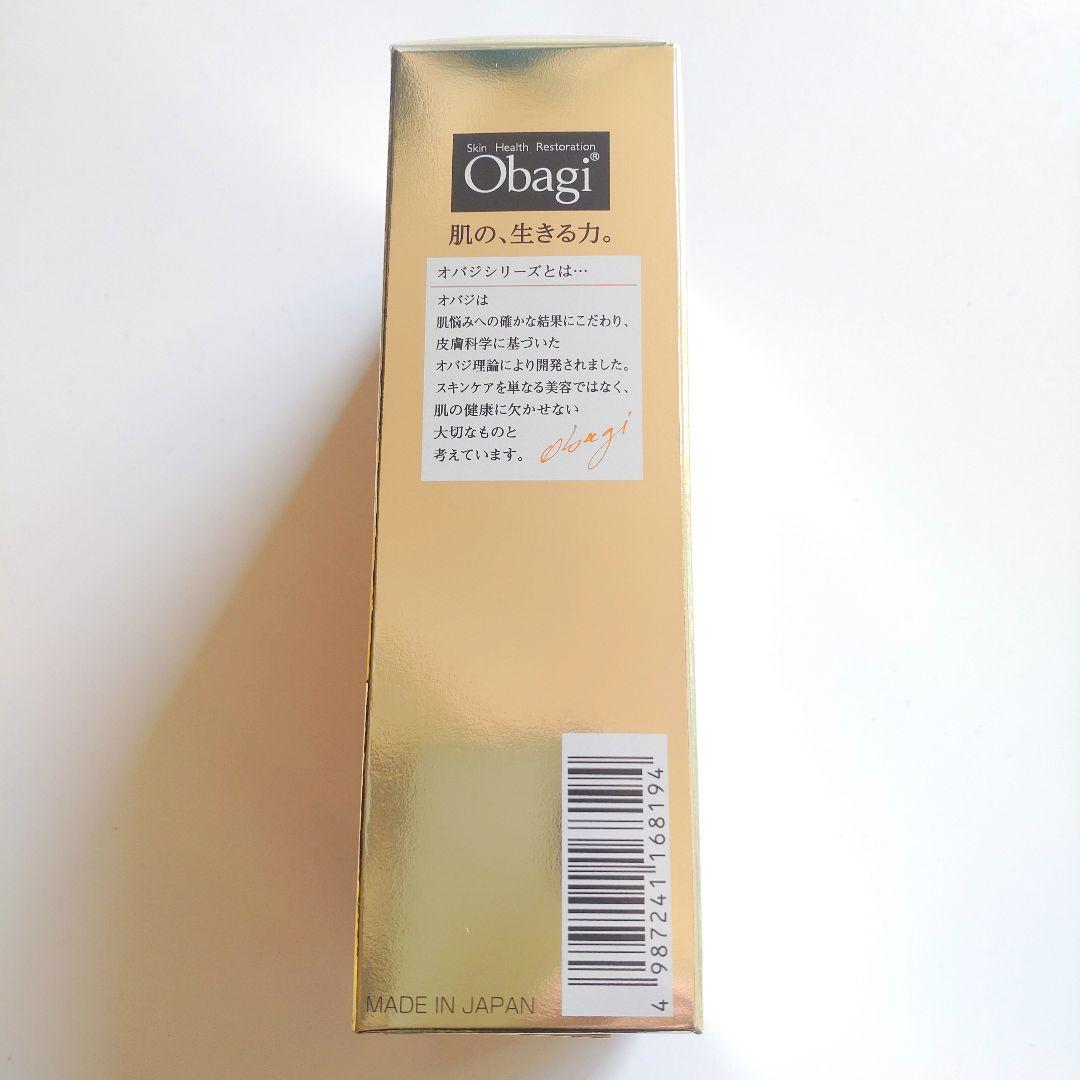 Skin Health Restoration
Obagi®
肌の、生きる力。
オバジシリーズとは…
オバジは
肌悩みへの確かな結果にこだわり、
皮膚科学に基づいた
オバジ理論により開発されました。
スキンケアを単なる美容ではなく、
肌の健康に欠かせない
大切なものと
考えています。
Obagi
4 987241 168194
MADE IN JAPAN